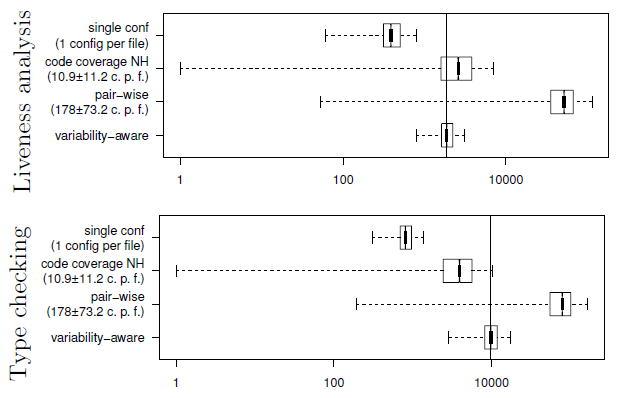 Liveness analysis
single conf
(1 config per file)
code coverage NH
(10.9±11.2 c. p. f.)
pair−wise
(178±73.2 c. p. f.)
variability−aware
1 100 10000
Type checking
single conf
(1 config per file)
code coverage NH
(10.9±11.2 c. p. f.)
pair−wise
(178±73.2 c. p. f.)
variability−aware
1 100 10000